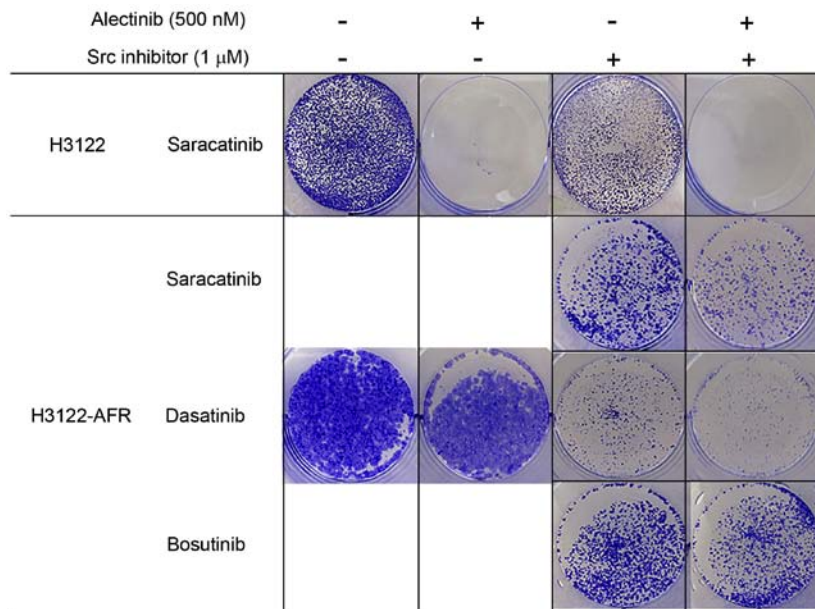 Alectinib (500 nM) - + - +
Src inhibitor (1 μM) - - + +
H3122 Saracatinib
Saracatinib
H3122-AFR Dasatinib
Bosutinib